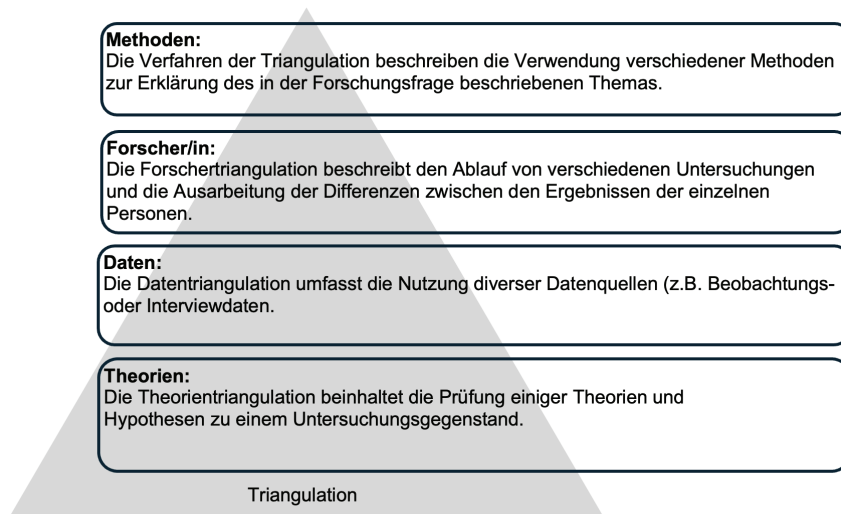 Methoden:
Die Verfahren der Triangulation beschreiben die Verwendung verschiedener Methoden
zur Erklärung des in der Forschungsfrage beschriebenen Themas.
Forscher/in:
Die Forschertriangulation beschreibt den Ablauf von verschiedenen Untersuchungen
und die Ausarbeitung der Differenzen zwischen den Ergebnissen der einzelnen
Personen.
Daten:
Die Datentriangulation umfasst die Nutzung diverser Datenquellen (z.B. Beobachtungs-
oder Interviewdaten.
Theorien:
Die Theorientriangulation beinhaltet die Prüfung einiger Theorien und
Hypothesen zu einem Untersuchungsgegenstand.
Triangulation